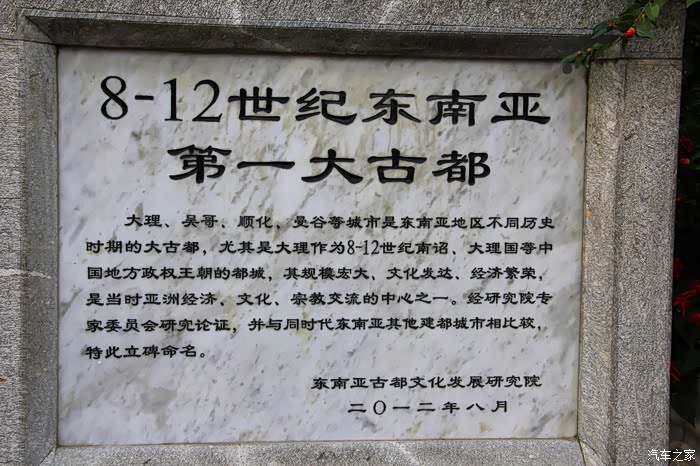 8-12世纪东南亚
第一大古都
大理、吴哥、顺化、曼谷等城市是东南亚地区不同历史
时期的大古都，尤其是大理作为8-12世纪南诏、大理国等中
国地方政权王朝的都城，其规模宏大、文化发达、经济繁荣，
是当时亚洲经济、文化、宗教交流的中心之一。经研究院专
家委员会研究论证，并与同时代东南亚其他建都城市相比较，
特此立碑命名。
东南亚古都文化发展研究院
二〇一二年八月
汽车之家